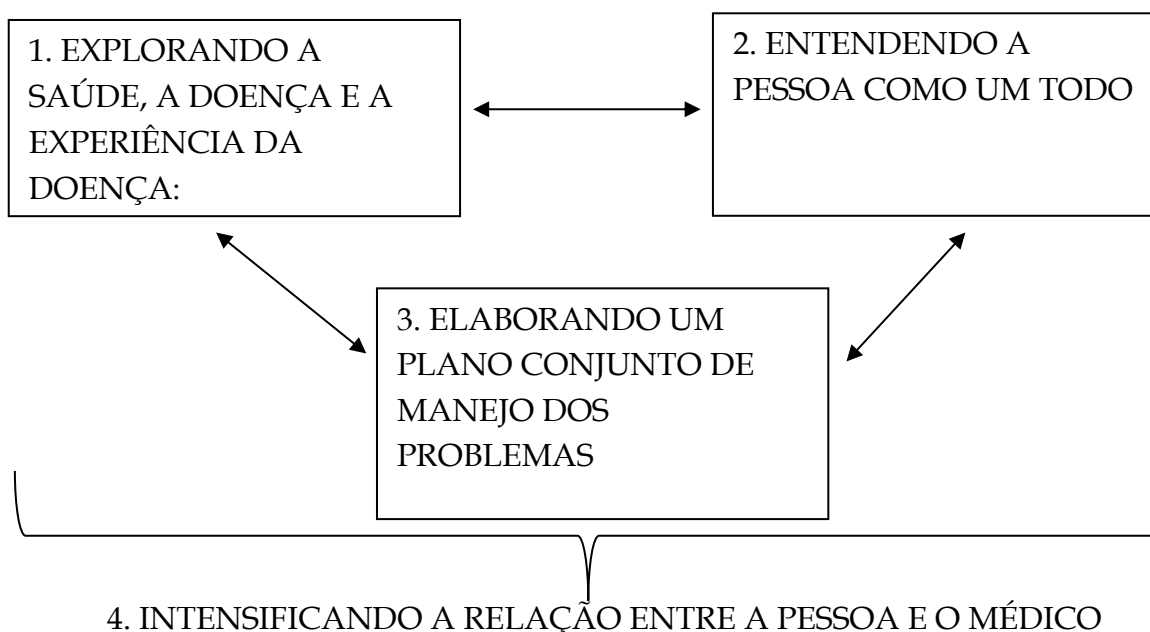 1. EXPLORANDO A
SAÚDE, A DOENÇA E A
EXPERIÊNCIA DA
DOENÇA:
2. ENTENDENDO A
PESSOA COMO UM TODO
3. ELABORANDO UM
PLANO CONJUNTO DE
MANEJO DOS
PROBLEMAS
4. INTENSIFICANDO A RELAÇÃO ENTRE A PESSOA E O MÉDICO